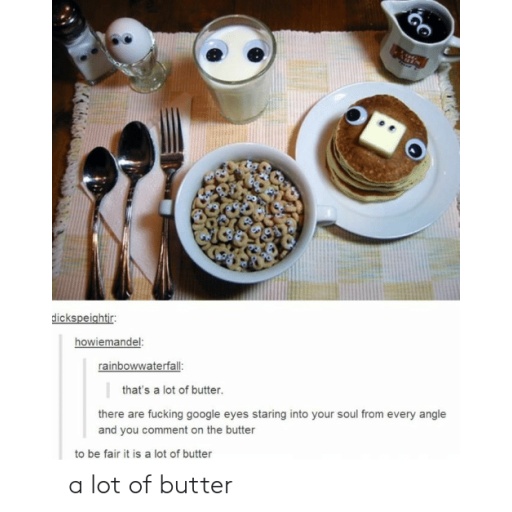 dickspeightjr:
howiemandel:
rainbowwaterfall:
that's a lot of butter.
there are fucking google eyes staring into your soul from every angle
and you comment on the butter
to be fair it is a lot of butter
a lot of butter